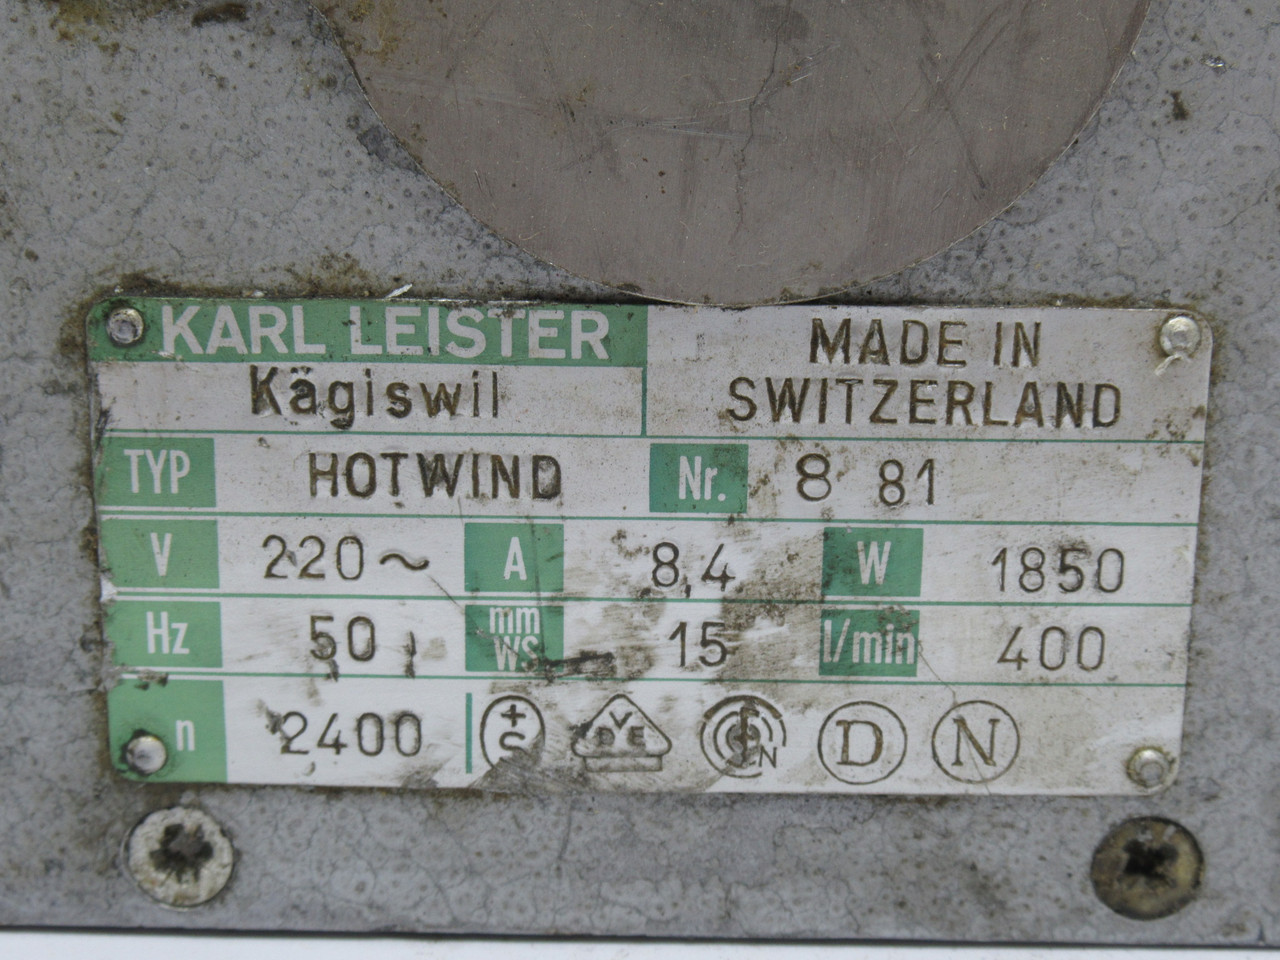 KARL LEISTER
Kägiswil
MADE IN
SWITZERLAND
TYP HOTWIND Nr. 8 81
V 220~ A 8,4 W 1850
Hz 50 mm WS 15 l/min 400
n 2400 +S VDE N D N